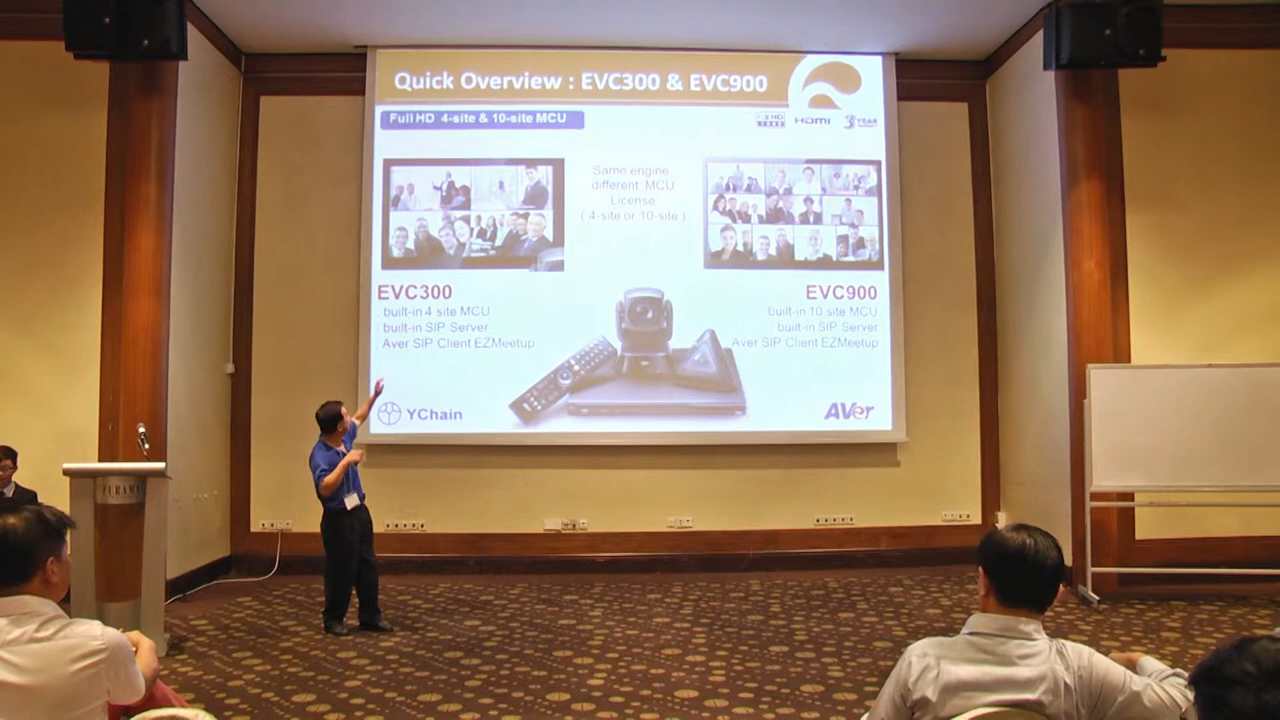 Quick Overview : EVC300 & EVC900
Full HD 4-site & 10-site MCU
HDMI
3 YEAR
Same engine,
different MCU
License
( 4-site or 10-site )
EVC300
built-in 4 site MCU
built-in SIP Server
Aver SIP Client EZMeetup
EVC900
built-in 10 site MCU
built-in SIP Server
Aver SIP Client EZMeetup
YChain
AVer
FURAMA